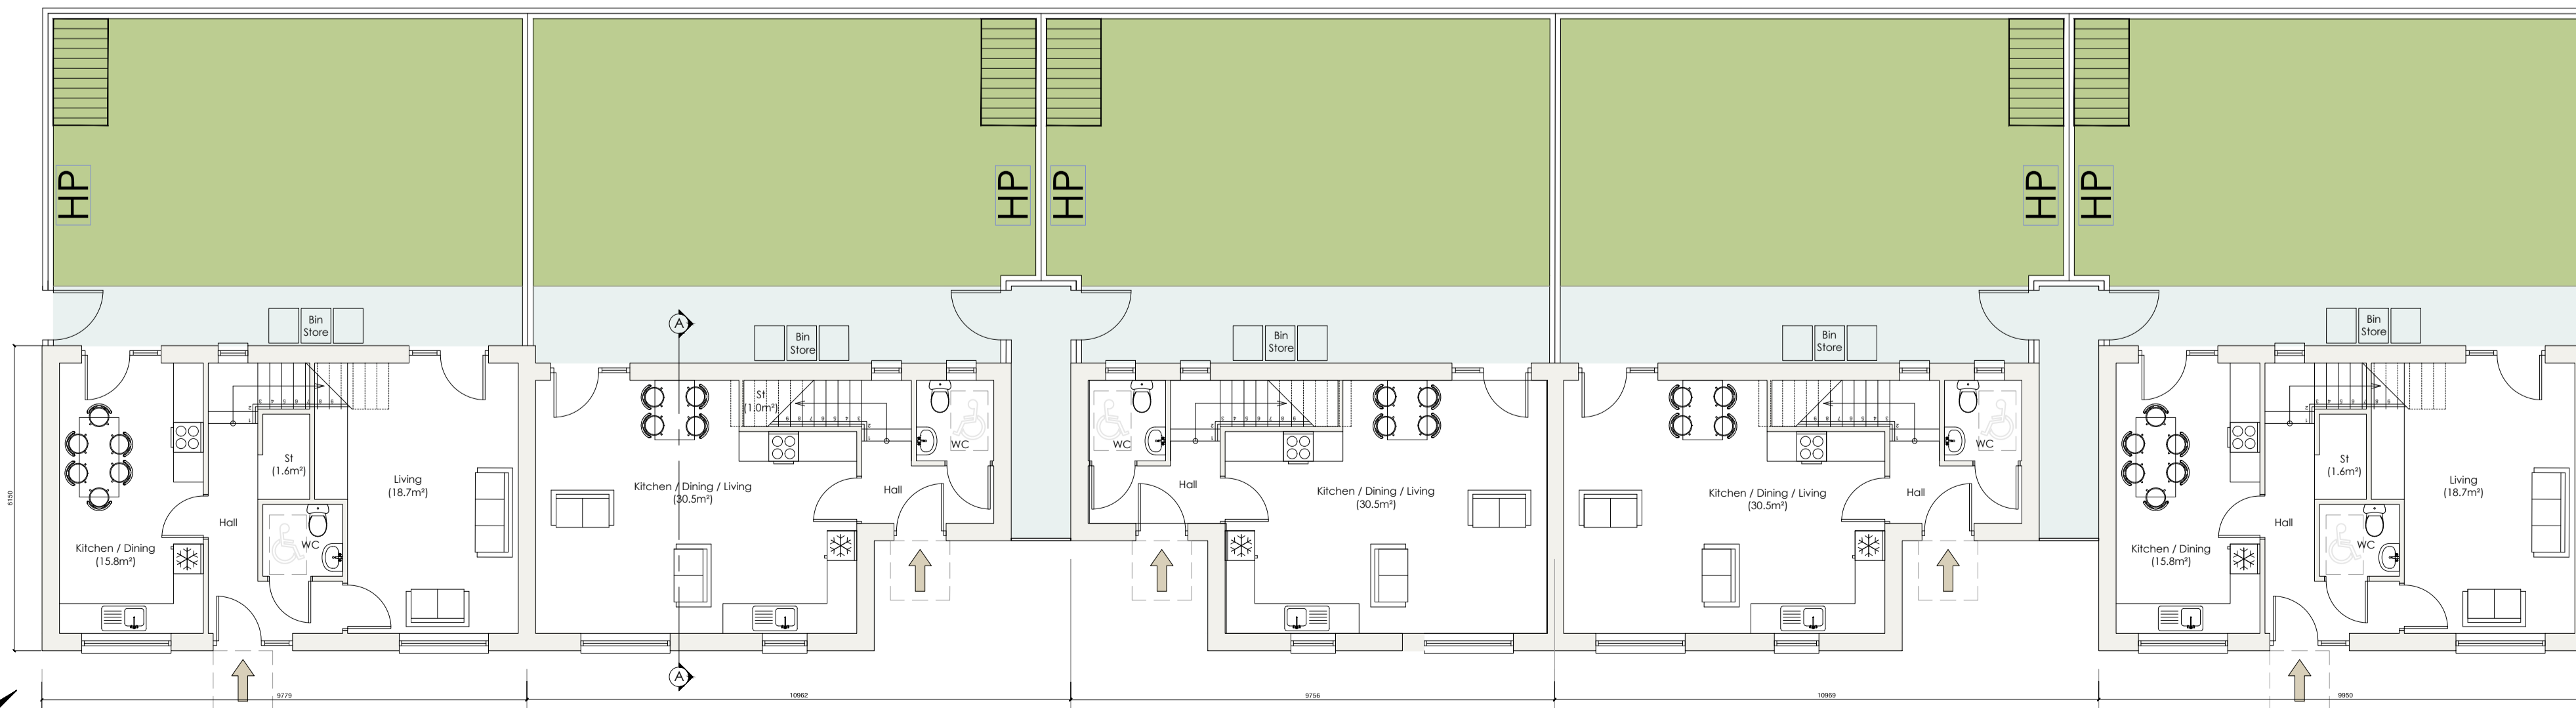 HP
HP
HP
HP
HP
Bin
Store
Bin
Store
Bin
Store
Bin
Store
Bin
Store
A
St
(1.6m²)
Living
(18.7m²)
Hall
WC
Kitchen / Dining
(15.8m²)
St
(1.0m²)
Kitchen / Dining / Living
(30.5m²)
Hall
WC
A
WC
Hall
Kitchen / Dining / Living
(30.5m²)
Kitchen / Dining / Living
(30.5m²)
Hall
WC
St
(1.6m²)
Living
(18.7m²)
Hall
WC
Kitchen / Dining
(15.8m²)
6150
9779
10962
9756
10969
9950